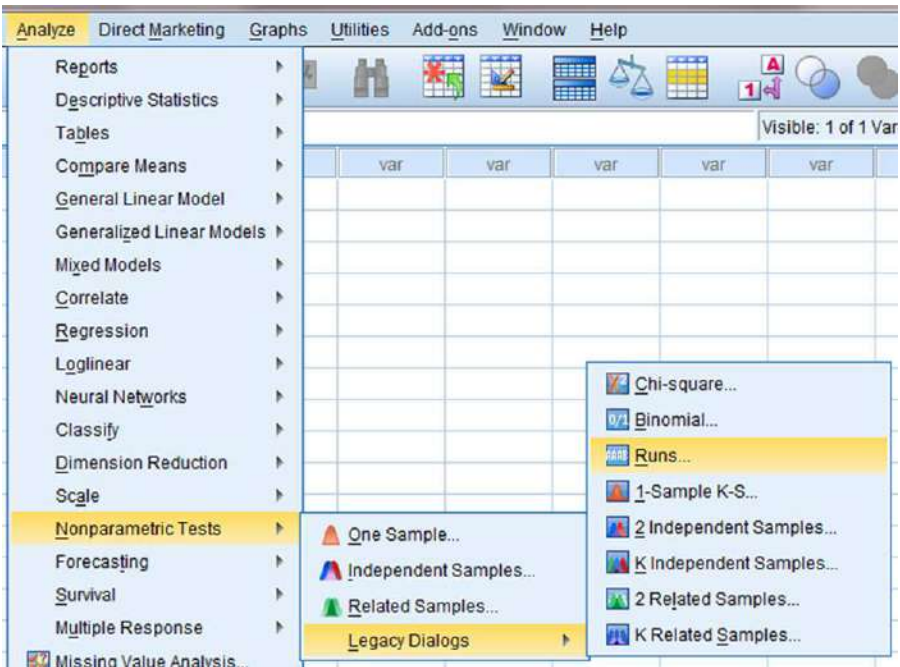 Analyze Direct Marketing Graphs Utilities Add-ons Window Help
Reports
Descriptive Statistics
Tables
Visible: 1 of 1 Var
Compare Means
var var var var var
General Linear Model
Generalized Linear Models
Mixed Models
Correlate
Regression
Loglinear
Neural Networks
Classify
Dimension Reduction
Scale
Nonparametric Tests
Forecasting
Survival
Multiple Response
Missing Value Analysis...
One Sample...
Independent Samples...
Related Samples...
Legacy Dialogs
Chi-square...
0/1 Binomial...
Runs...
1-Sample K-S...
2 Independent Samples...
K Independent Samples...
2 Related Samples...
K Related Samples...
A
1